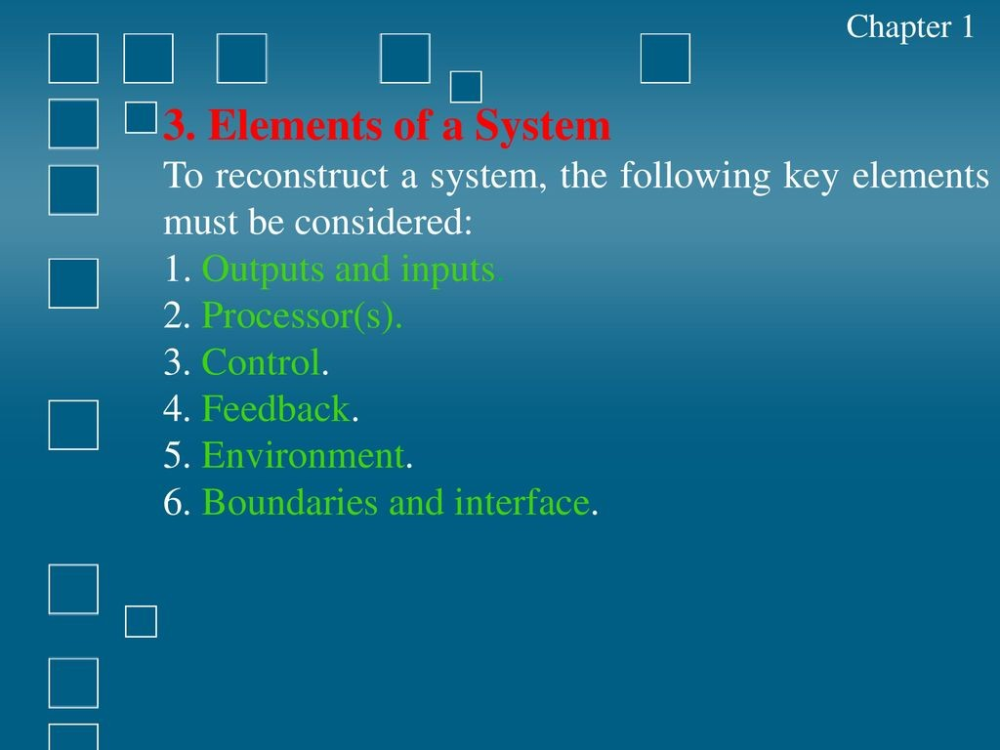 Chapter 1
3. Elements of a System
To reconstruct a system, the following key elements
must be considered:
1. Outputs and inputs.
2. Processor(s).
3. Control.
4. Feedback.
5. Environment.
6. Boundaries and interface.